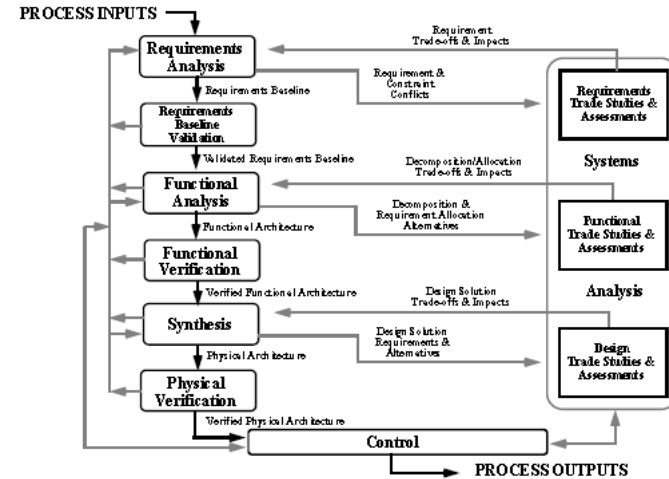 PROCESS INPUTS
Requirements
Analysis
Requirement
Trade-offs & Impacts
Requirement &
Constraint
Conflicts
Requirements
Trade Studies &
Assessments
Requirements Baseline
Requirements
Baseline
Validation
Systems
Validated Requirements Baseline
Decomposition/Allocation
Trade-offs & Impacts
Functional
Analysis
Decomposition &
Requirement Allocation
Alternatives
Functional
Trade Studies &
Assessments
Functional Architecture
Functional
Verification
Analysis
Verified Functional Architecture
Design Solution
Trade-offs & Impacts
Synthesis
Design Solution
Requirements &
Alternatives
Design
Trade Studies &
Assessments
Physical Architecture
Physical
Verification
Verified Physical Architecture
Control
PROCESS OUTPUTS